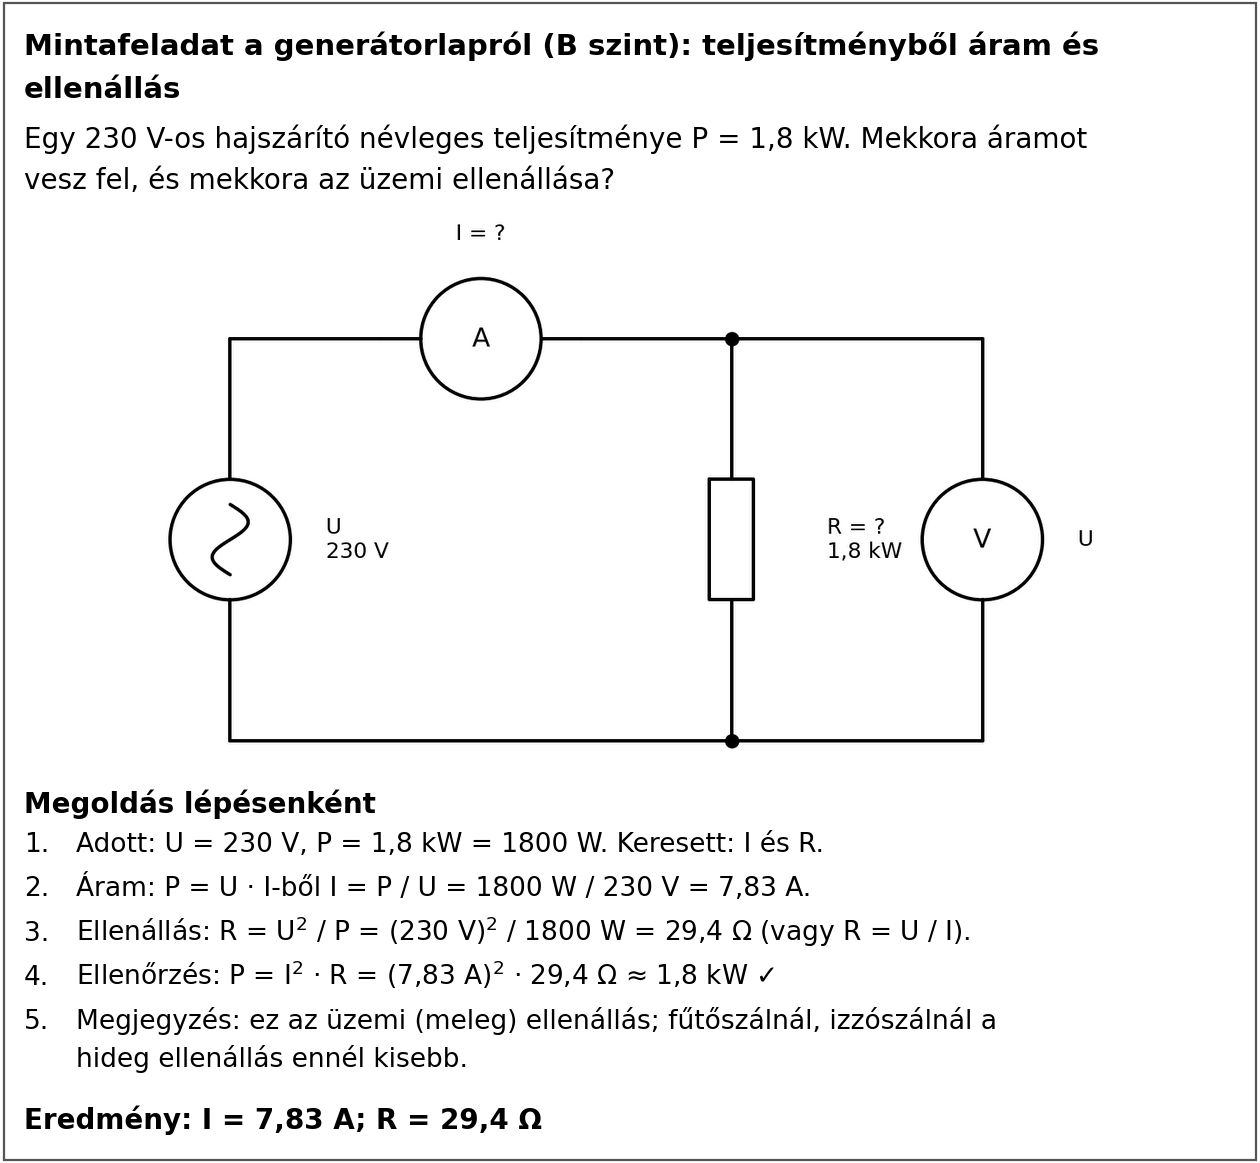 Mintafeladat a generátorlapról (B szint): teljesítményből áram és
ellenállás
Egy 230 V-os hajszárító névleges teljesítménye P = 1,8 kW. Mekkora áramot
vesz fel, és mekkora az üzemi ellenállása?
I = ?
A
U
230 V
R = ?
1,8 kW
V
U
Megoldás lépésenként
1. Adott: U = 230 V, P = 1,8 kW = 1800 W. Keresett: I és R.
2. Áram: P = U · I-ből I = P / U = 1800 W / 230 V = 7,83 A.
3. Ellenállás: R = U² / P = (230 V)² / 1800 W = 29,4 Ω (vagy R = U / I).
4. Ellenőrzés: P = I² · R = (7,83 A)² · 29,4 Ω ≈ 1,8 kW ✓
5. Megjegyzés: ez az üzemi (meleg) ellenállás; fűtőszálnál, izzószálnál a
hideg ellenállás ennél kisebb.
Eredmény: I = 7,83 A; R = 29,4 Ω